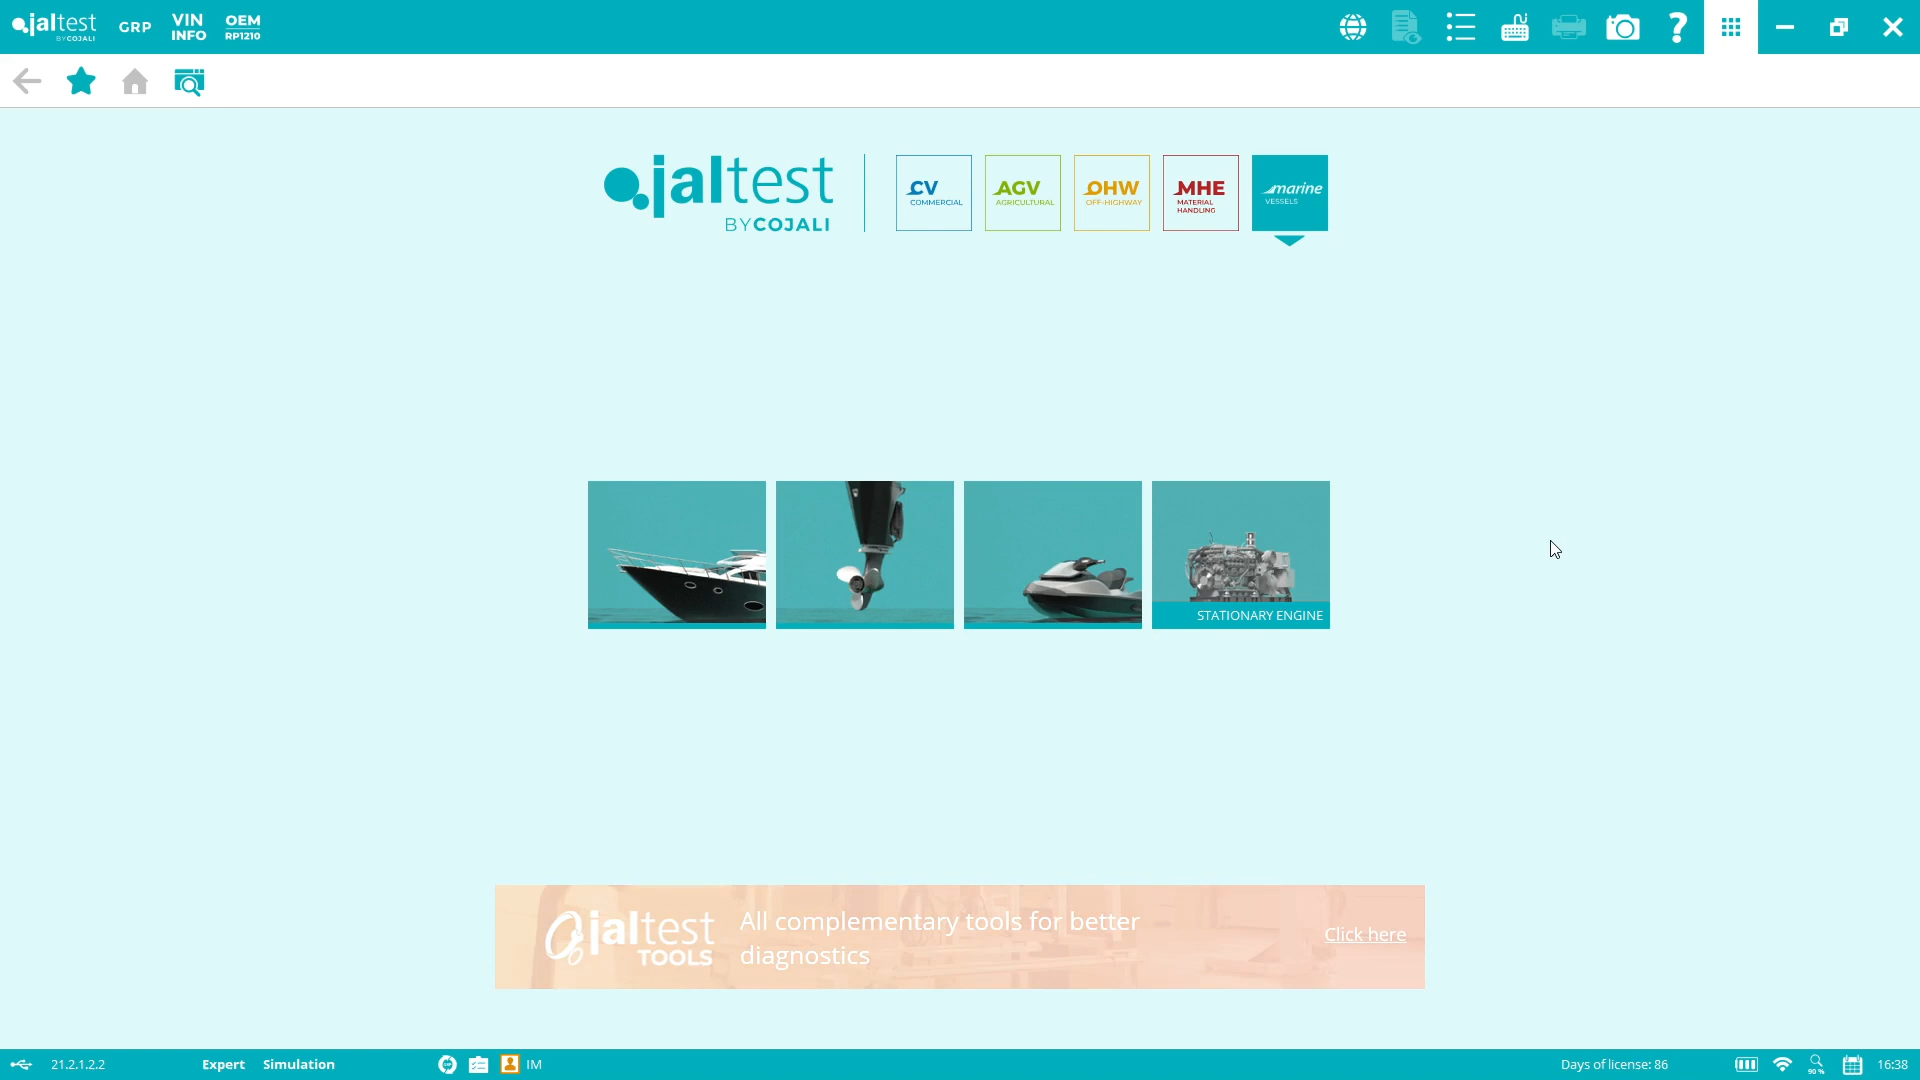 jaltest
BYCOJALI
GRP
VIN
INFO
OEM
RP1210
?
jaltest
BYCOJALI
CV
COMMERCIAL
AGV
AGRICULTURAL
OHW
OFF-HIGHWAY
MHE
MATERIAL
HANDLING
marine
VESSELS
STATIONARY ENGINE
jaltest
TOOLS
All complementary tools for better
diagnostics
Click here
21.2.1.2.2
Expert
Simulation
IM
Days of license: 86
90 %
16:38